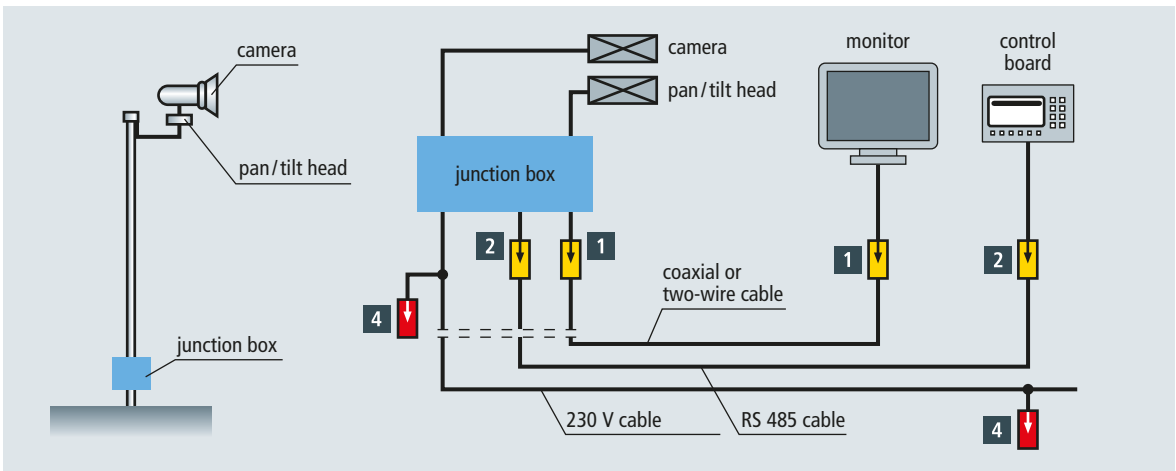 camera
pan/tilt head
junction box
camera
pan/tilt head
monitor
control
board
junction box
2
1
1
2
coaxial or
two-wire cable
4
230 V cable
RS 485 cable
4